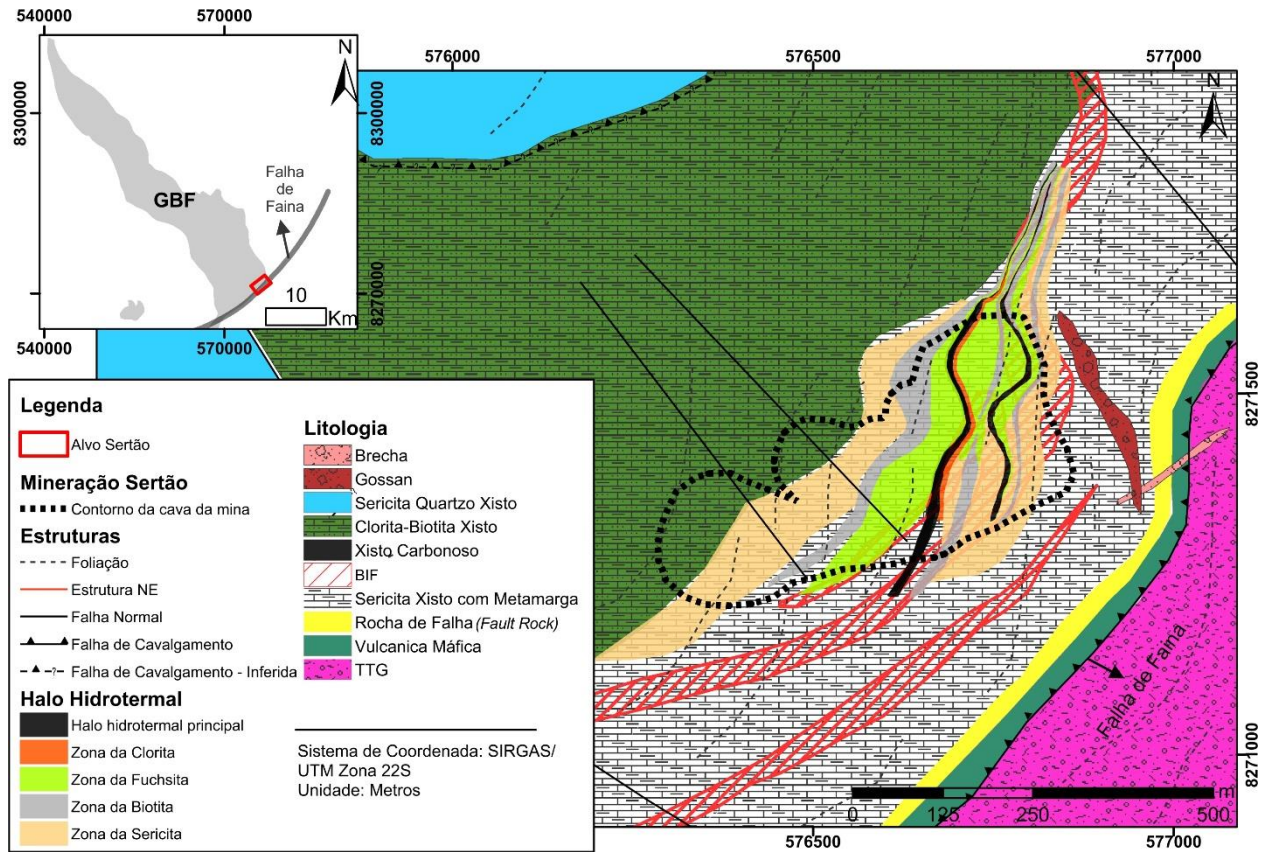 540000
570000
N
8300000
Falha
de
Faina
GBF
10
Km
8270000
540000
570000
576000
576500
577000
N
8271500
8271000
Falha de Faina
0
125
250
500
m
576500
577000
Legenda
Alvo Sertão
Mineração Sertão
Contorno da cava da mina
Estruturas
Foliação
Estrutura NE
Falha Normal
Falha de Cavalgamento
Falha de Cavalgamento - Inferida
Halo Hidrotermal
Halo hidrotermal principal
Zona da Clorita
Zona da Fuchsita
Zona da Biotita
Zona da Sericita
Litologia
Brecha
Gossan
Sericita Quartzo Xisto
Clorita-Biotita Xisto
Xisto Carbonoso
BIF
Sericita Xisto com Metamarga
Rocha de Falha (Fault Rock)
Vulcanica Máfica
TTG
Sistema de Coordenada: SIRGAS/
UTM Zona 22S
Unidade: Metros